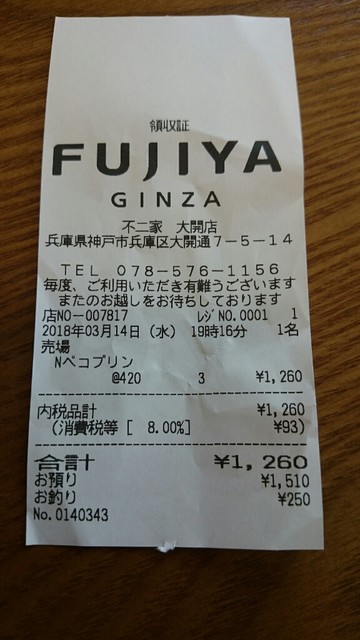 領収証
FUJIYA
GINZA
不二家 大開店
兵庫県神戸市兵庫区大開通7-5-14
TEL 078-576-1156
毎度、ご利用いただき有難うございます
またのお越しをお待ちしております
店NO-007817 レジNO.0001 1
2018年03月14日(水) 19時16分 1名
売場
Nペコプリン
@420 3 ¥1,260
内税品計 ¥1,260
(消費税等[ 8.00%] ¥93)
合計 ¥1,260
お預り ¥1,510
お釣り ¥250
No.0140343